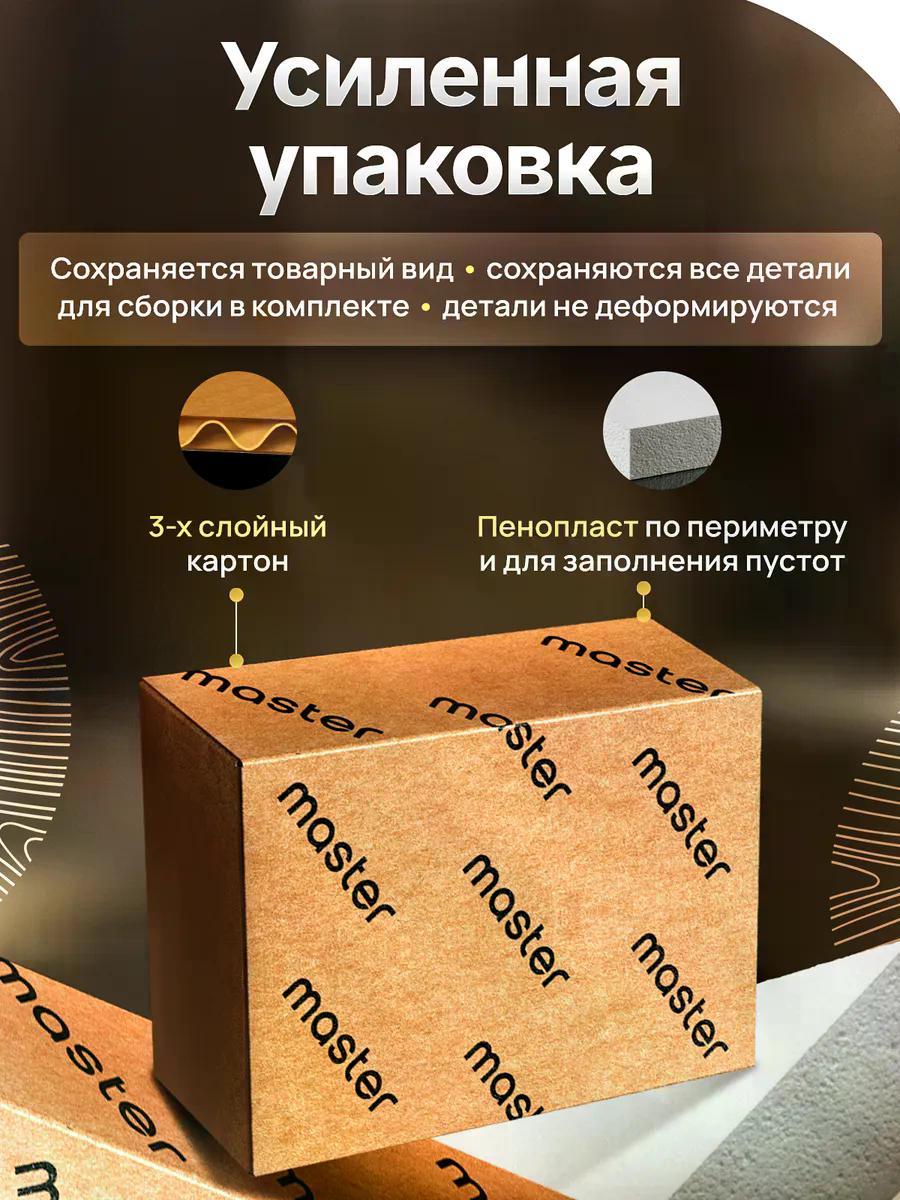 Усиленная
упаковка
Сохраняется товарный вид • сохраняются все детали
для сборки в комплекте • детали не деформируются
3-х слойный
картон
Пенопласт по периметру
и для заполнения пустот
master
master
master
master
master
master
master
master
master
master
master